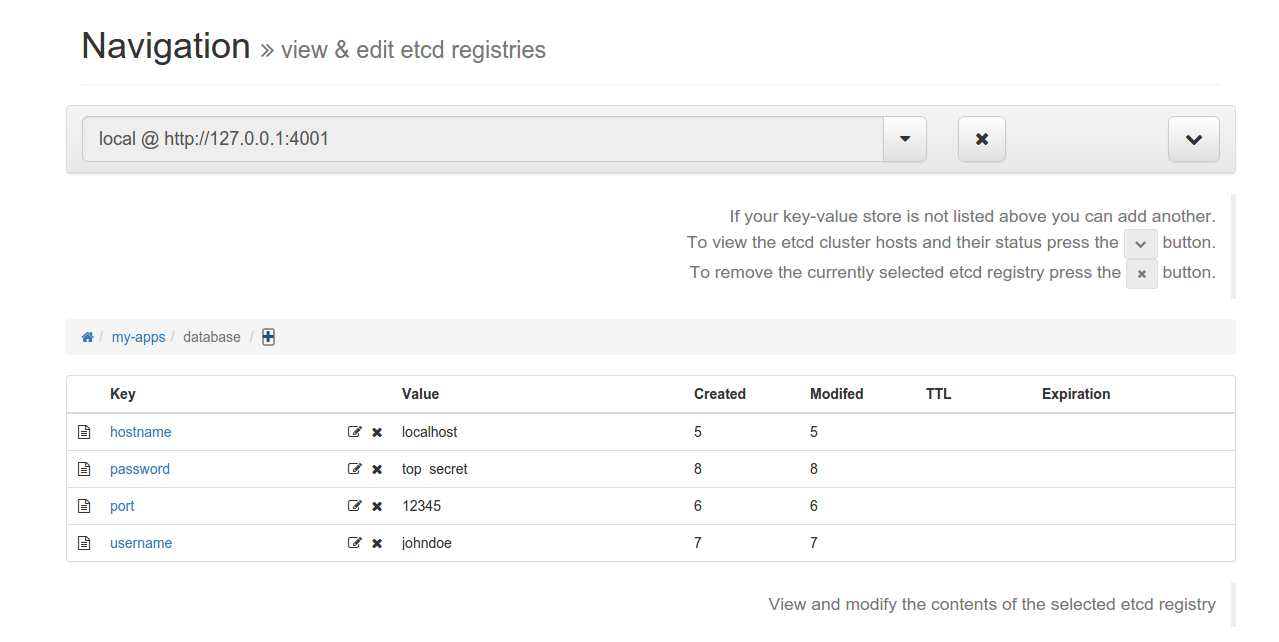 Navigation » view & edit etcd registries
local @ http://127.0.0.1:4001
If your key-value store is not listed above you can add another.
To view the etcd cluster hosts and their status press the button.
To remove the currently selected etcd registry press the button.
/ my-apps / database /
Key Value Created Modifed TTL Expiration
hostname localhost 5 5
password top secret 8 8
port 12345 6 6
username johndoe 7 7
View and modify the contents of the selected etcd registry